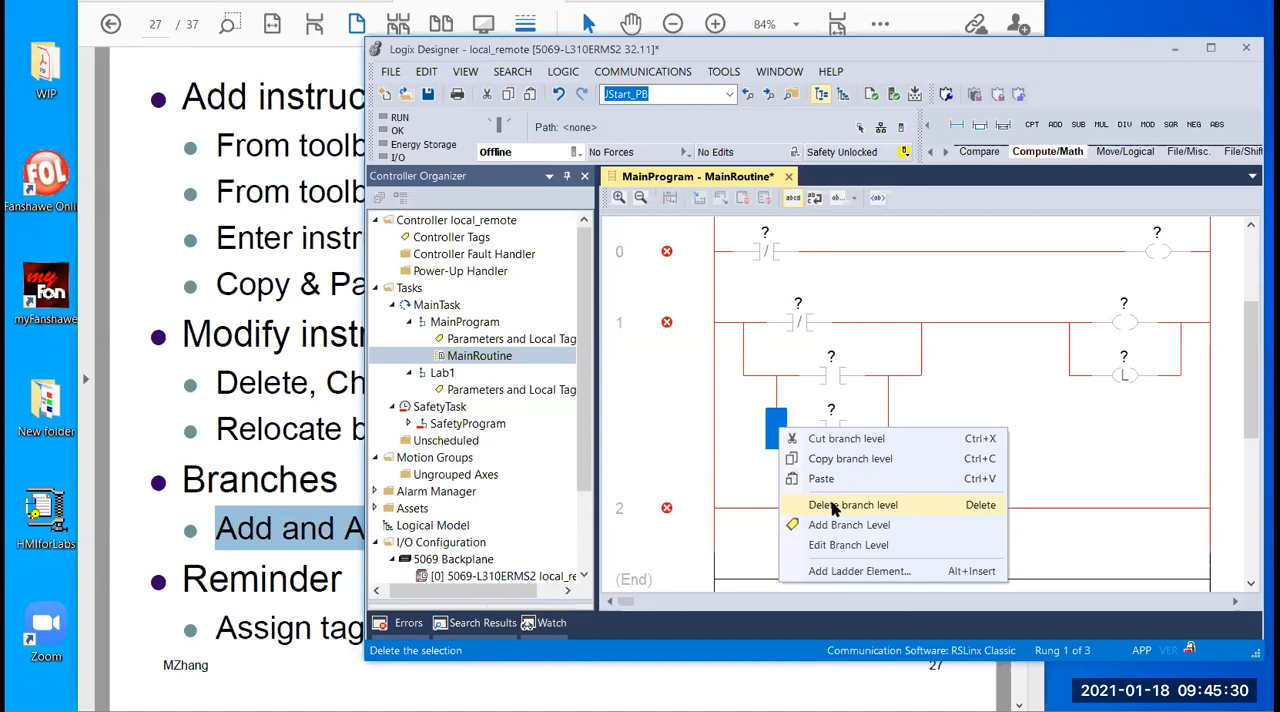 27 / 37
84%
WIP
FOL
Fanshawe Onli
my
Fon
myFanshawe
New folder
HMIforLabs
Zoom
Add instruc
From toolb
From toolb
Enter instr
Copy & Pa
Modify inst
Delete, Ch
Relocate b
Branches
Add and A
Reminder
Assign tag
MZhang
27
Logix Designer - local_remote [5069-L310ERMS2 32.11]*
FILE EDIT VIEW SEARCH LOGIC COMMUNICATIONS TOOLS WINDOW HELP
JStart_PB
RUN
OK
Energy Storage
I/O
Path: <none>
Offline
No Forces
No Edits
Safety Unlocked
CPT ADD SUB MUL DIV MOD SQR NEG ABS
Compare Compute/Math Move/Logical File/Misc. File/Shift
Controller Organizer
Controller local_remote
Controller Tags
Controller Fault Handler
Power-Up Handler
Tasks
MainTask
MainProgram
Parameters and Local Tag
MainRoutine
Lab1
Parameters and Local Tag
SafetyTask
SafetyProgram
Unscheduled
Motion Groups
Ungrouped Axes
Alarm Manager
Assets
Logical Model
I/O Configuration
5069 Backplane
[0] 5069-L310ERMS2 local_re
MainProgram - MainRoutine*
abcd
ab...
<ab>
? ?
0
? ?
1
? ?
L
?
2
(End)
Cut branch level Ctrl+X
Copy branch level Ctrl+C
Paste Ctrl+V
Delete branch level Delete
Add Branch Level
Edit Branch Level
Add Ladder Element... Alt+Insert
Errors Search Results Watch
Delete the selection
Communication Software: RSLinx Classic
Rung 1 of 3
APP VER
2021-01-18 09:45:30